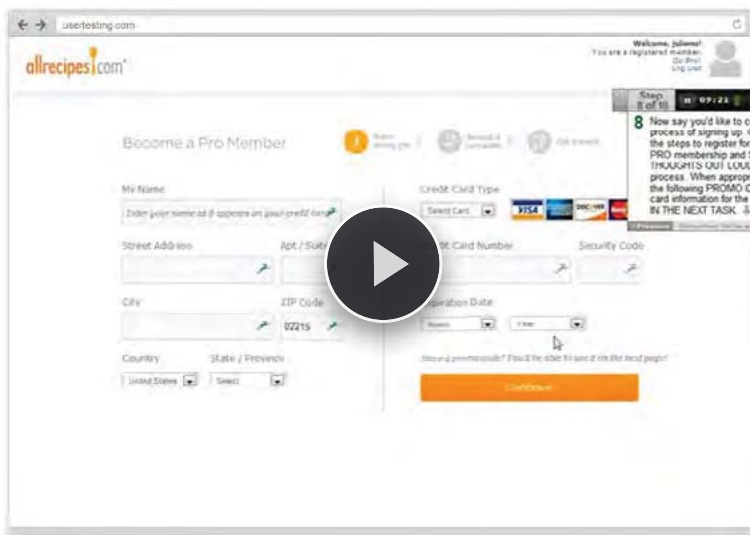 usertesting.com
allrecipes.com
Welcome,
You are a registered member.
Go Pro!
Log Out
Step
8 of 10
09:21
8 Now say you'd like to c
process of signing up.
the steps to register for
PRO membership and
THOUGHTS OUT LOUD
process. When approp
the following PROMO C
card information for the
IN THE NEXT TASK.
Become a Pro Member
My Name
Credit Card Type
Enter your name as it appears on your credit card
Select Card
VISA
DISCOVER
Street Address
Apt / Suite
Credit Card Number
Security Code
City
ZIP Code
Expiration Date
02215
Month
Year
Country
State / Province
Have a promo code? You'll be able to use it on the next page!
United States
Select
Continue